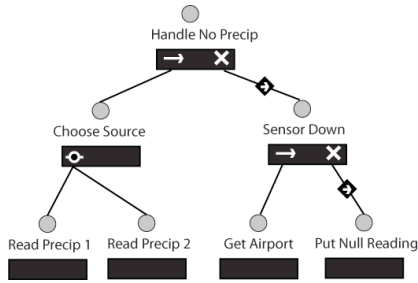 Handle No Precip
Choose Source
Sensor Down
Read Precip 1
Read Precip 2
Get Airport
Put Null Reading